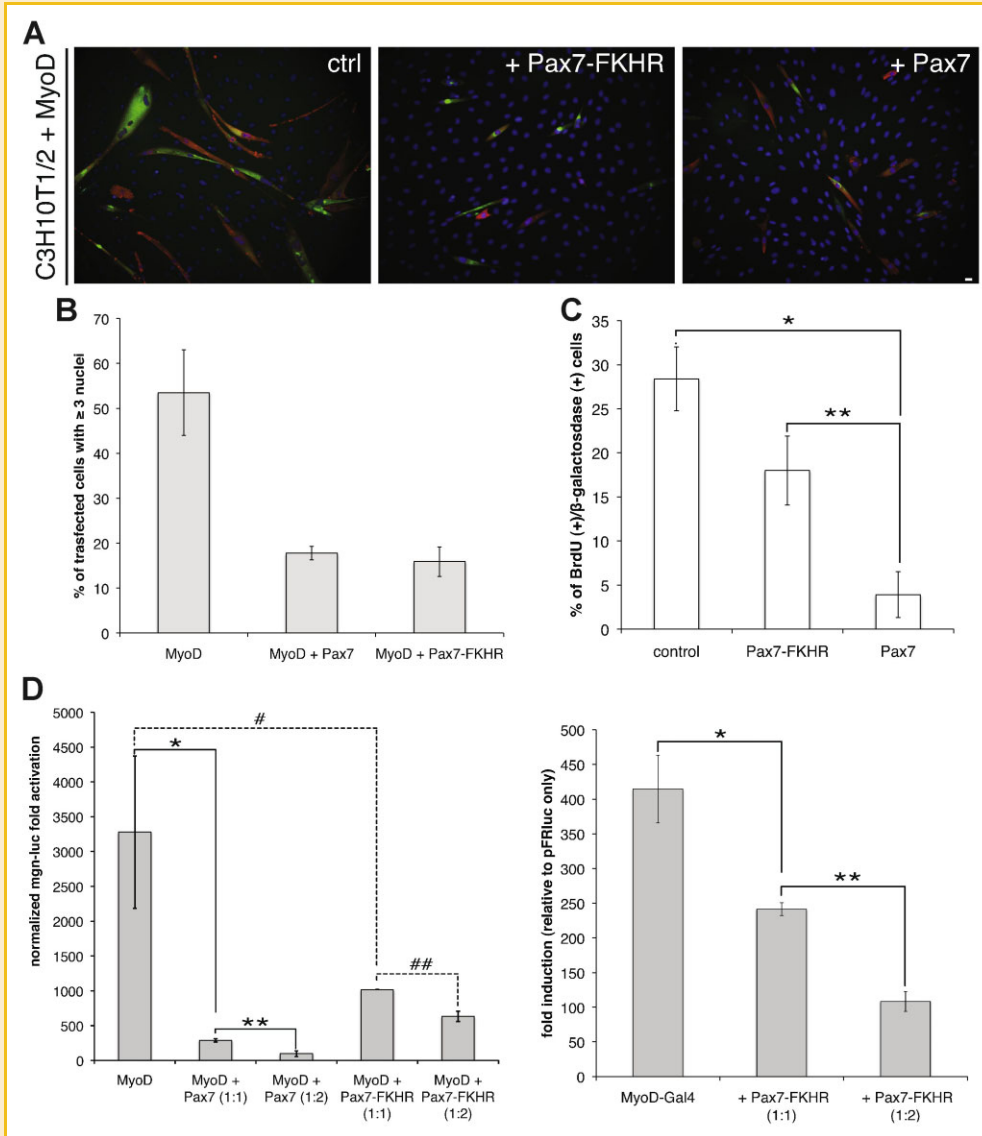 A
C3H10T1/2 + MyoD
ctrl
+ Pax7-FKHR
+ Pax7
B
% of trasfected cells with ≥ 3 nuclei
70
60
50
40
30
20
10
0
MyoD
MyoD + Pax7
MyoD + Pax7-FKHR
C
% of BrdU (+)/β-galactosdase (+) cells
35
30
25
20
15
10
5
0
*
**
control
Pax7-FKHR
Pax7
D
normalized mgn-luc fold activation
5000
4500
4000
3500
3000
2500
2000
1500
1000
500
0
#
*
**
##
MyoD
MyoD +
Pax7 (1:1)
MyoD +
Pax7 (1:2)
MyoD +
Pax7-FKHR
(1:1)
MyoD +
Pax7-FKHR
(1:2)
fold induction (relative to pFRluc only)
500
450
400
350
300
250
200
150
100
50
0
*
**
MyoD-Gal4
+ Pax7-FKHR
(1:1)
+ Pax7-FKHR
(1:2)